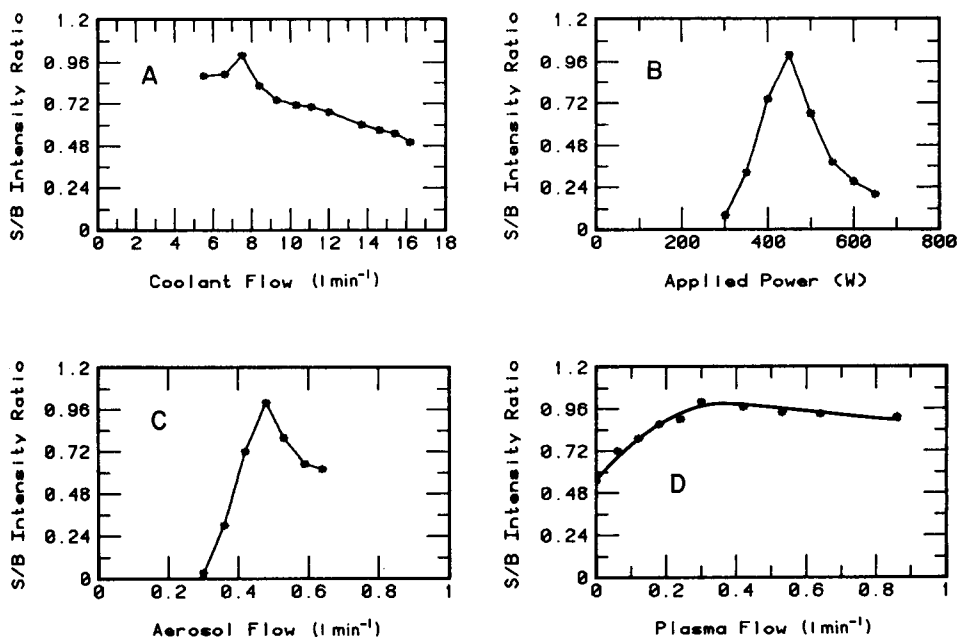 S/B Intensity Ratio
1.2
0.96
0.72
0.48
0.24
0
A
0 2 4 6 8 10 12 14 16 18
Coolant Flow (l min⁻¹)
S/B Intensity Ratio
1.2
0.96
0.72
0.48
0.24
0
B
0 200 400 600 800
Applied Power (W)
S/B Intensity Ratio
1.2
0.96
0.72
0.48
0.24
0
C
0 0.2 0.4 0.6 0.8 1
Aerosol Flow (l min⁻¹)
S/B Intensity Ratio
1.2
0.96
0.72
0.48
0.24
0
D
0 0.2 0.4 0.6 0.8 1
Plasma Flow (l min⁻¹)